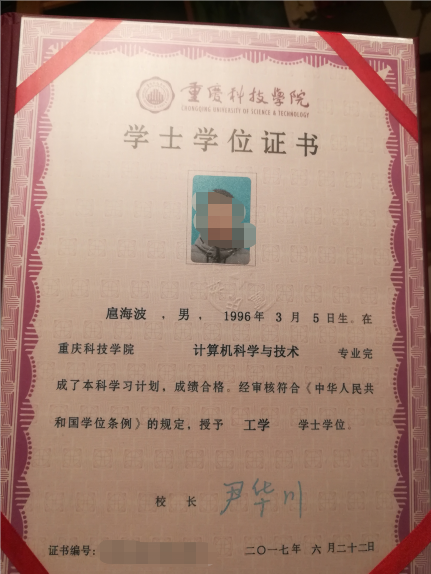 重慶科技學院
CHONGQING UNIVERSITY OF SCIENCE & TECHNOLOGY
学士学位证书
扈海波 ，男， 1996年 3 月 5 日生。在
重庆科技学院 计算机科学与技术 专业完
成了本科学习计划，成绩合格。经审核符合《中华人民共
和国学位条例》的规定，授予 工学 学士学位。
校 长 尹华川
证书编号: 二〇一七年 六 月二十二日